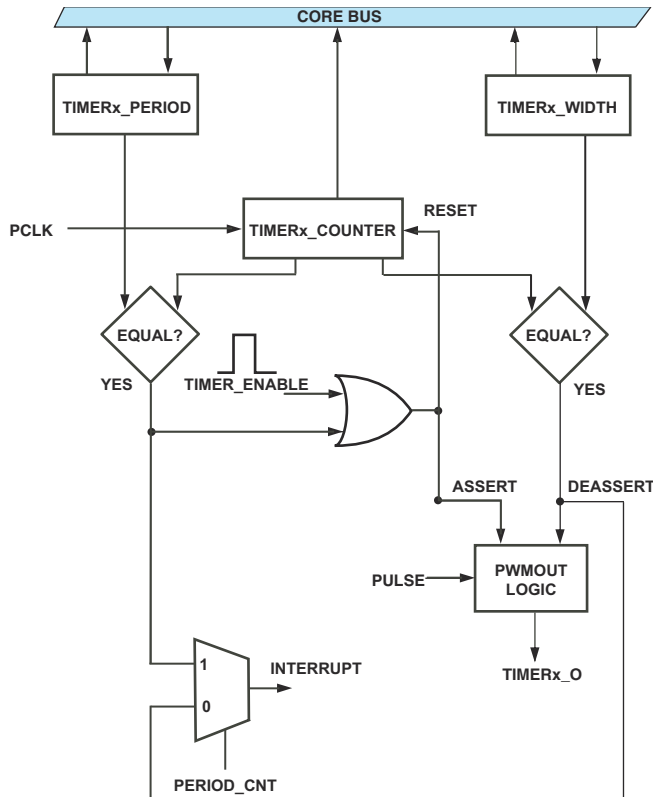 CORE BUS
TIMERx_PERIOD
TIMERx_WIDTH
RESET
PCLK
TIMERx_COUNTER
EQUAL?
EQUAL?
YES
TIMER_ENABLE
YES
ASSERT
DEASSERT
PULSE
PWMOUT
LOGIC
1
INTERRUPT
TIMERx_O
0
PERIOD_CNT